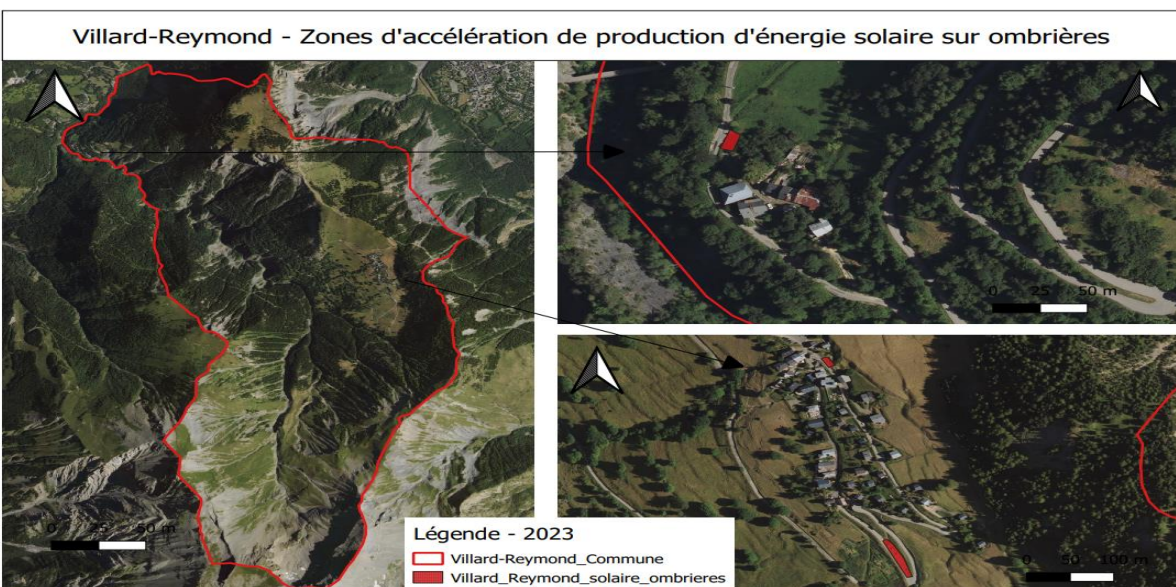 Villard-Reymond - Zones d'accélération de production d'énergie solaire sur ombrières
0 25 50 m
0 25 50 m
0 50 100 m
Légende - 2023
Villard-Reymond_Commune
Villard_Reymond_solaire_ombrieres